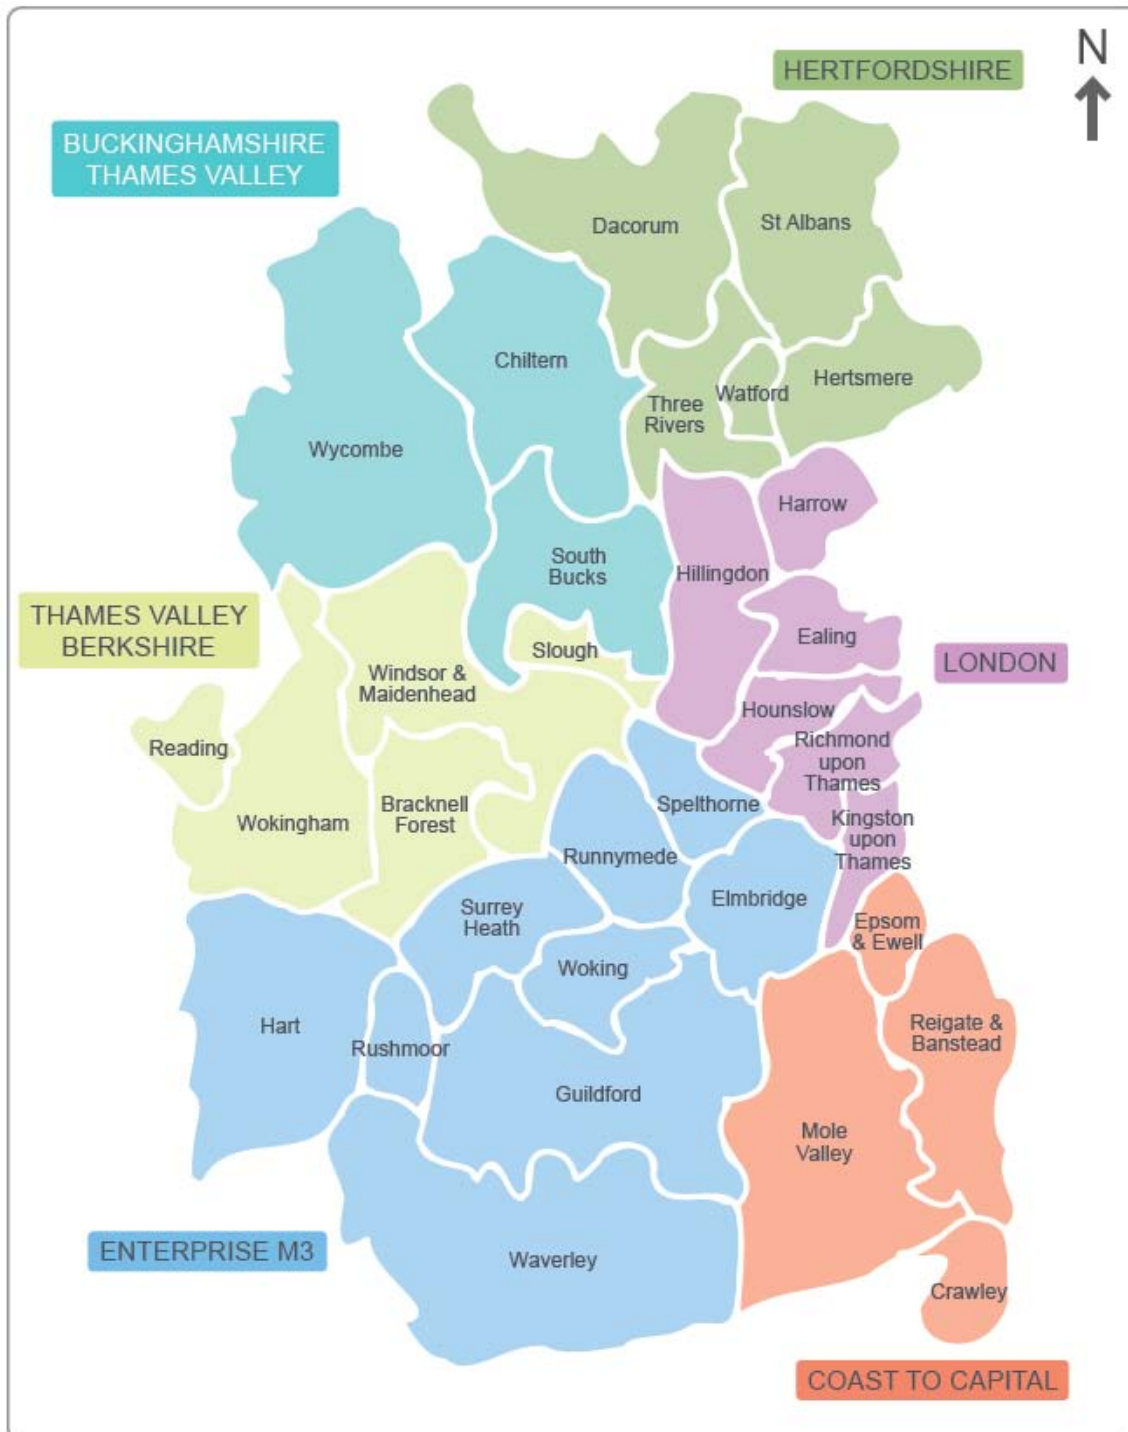 N
HERTFORDSHIRE
BUCKINGHAMSHIRE
THAMES VALLEY
Dacorum
St Albans
Chiltern
Hertsmere
Watford
Three
Rivers
Wycombe
Harrow
South
Bucks
Hillingdon
THAMES VALLEY
BERKSHIRE
Ealing
Slough
LONDON
Windsor &
Maidenhead
Hounslow
Reading
Richmond
upon
Thames
Spelthorne
Bracknell
Forest
Wokingham
Kingston
upon
Thames
Runnymede
Elmbridge
Surrey
Heath
Epsom
& Ewell
Woking
Hart
Reigate &
Banstead
Rushmoor
Guildford
Mole
Valley
ENTERPRISE M3
Waverley
Crawley
COAST TO CAPITAL